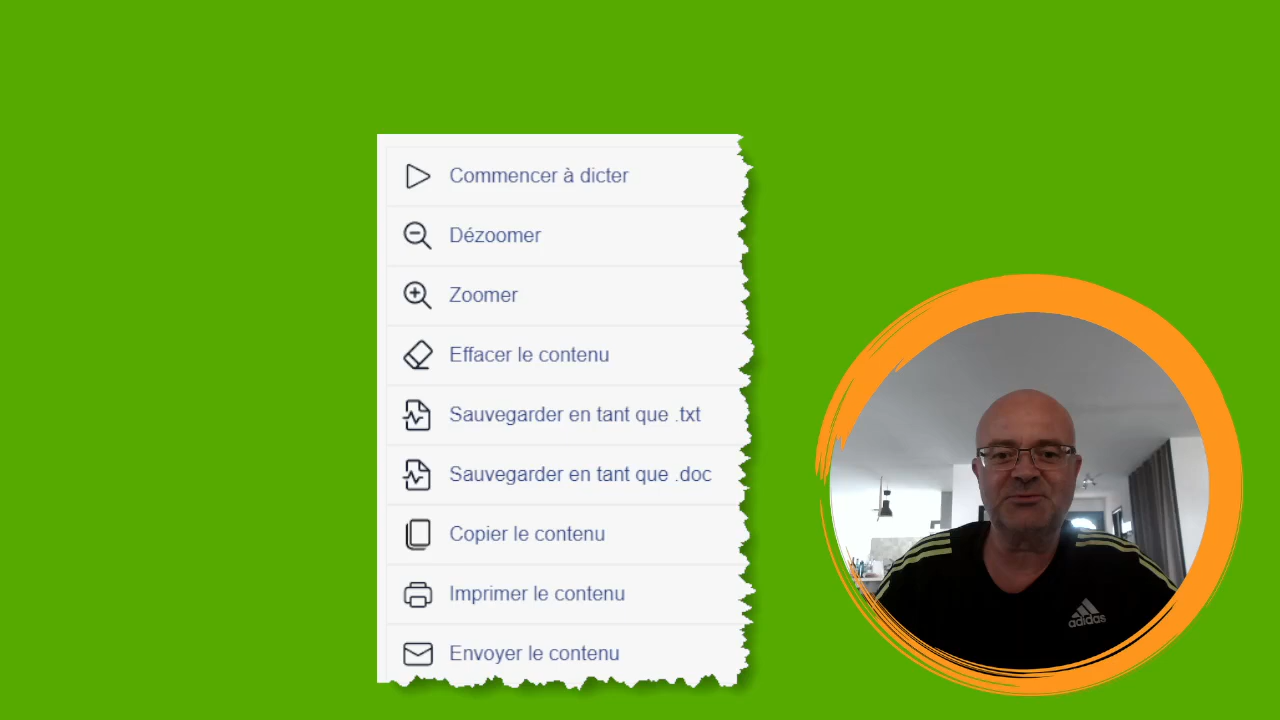 Commencer à dicter
Dézoomer
Zoomer
Effacer le contenu
Sauvegarder en tant que .txt
Sauvegarder en tant que .doc
Copier le contenu
Imprimer le contenu
Envoyer le contenu
adidas